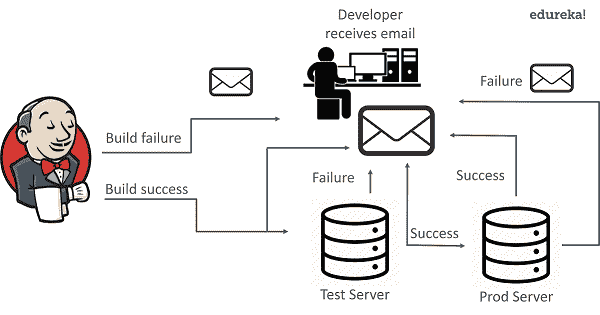 Developer
receives email
edureka!
Failure
Build failure
Build success
Failure
Success
Success
Test Server
Prod Server